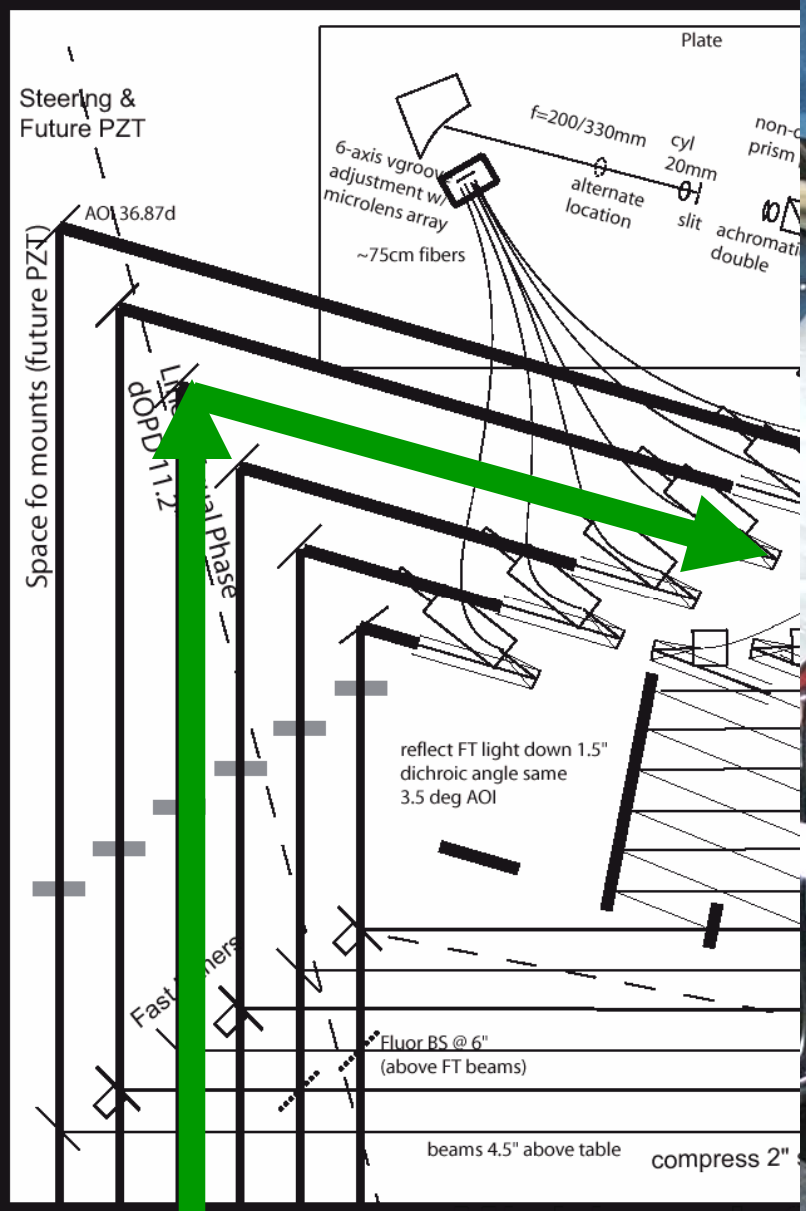 Plate
Steering &
Future PZT
f=200/330mm
cyl
20mm
non-
prism
6-axis vgroov
adjustment w/
microlens array
alternate
location
slit
achromati
double
AOI 36.87d
~75cm fibers
Space fo mounts (future PZT)
dOPD 11.2
Phase
reflect FT light down 1.5"
dichroic angle same
3.5 deg AOI
Fast
Fluor BS @ 6"
(above FT beams)
beams 4.5" above table
compress 2"